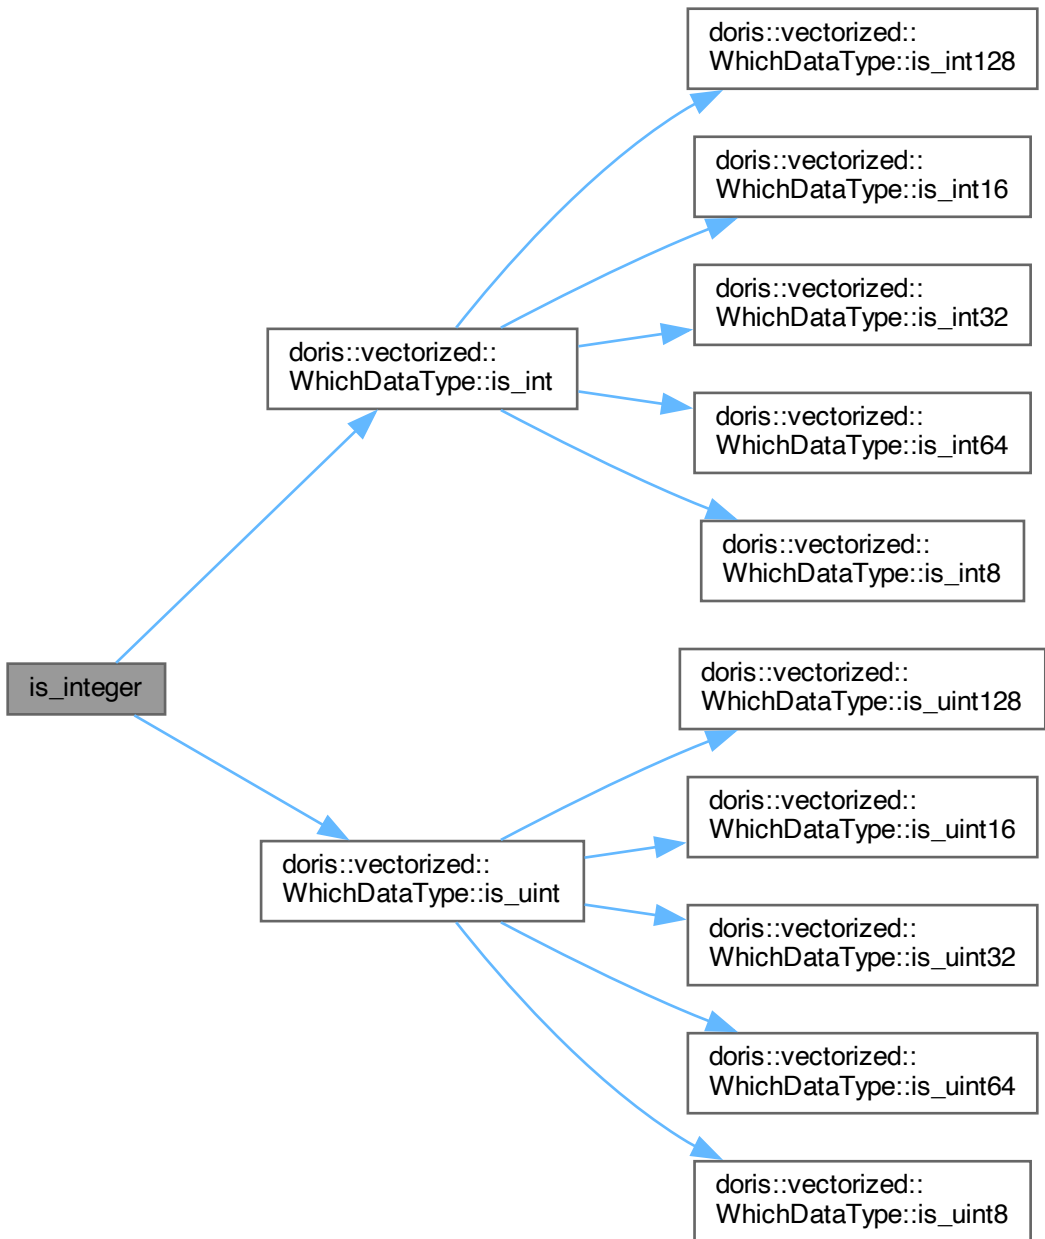 doris::vectorized::
WhichDataType::is_int128
doris::vectorized::
WhichDataType::is_int16
doris::vectorized::
WhichDataType::is_int32
doris::vectorized::
WhichDataType::is_int
doris::vectorized::
WhichDataType::is_int64
doris::vectorized::
WhichDataType::is_int8
is_integer
doris::vectorized::
WhichDataType::is_uint128
doris::vectorized::
WhichDataType::is_uint16
doris::vectorized::
WhichDataType::is_uint
doris::vectorized::
WhichDataType::is_uint32
doris::vectorized::
WhichDataType::is_uint64
doris::vectorized::
WhichDataType::is_uint8